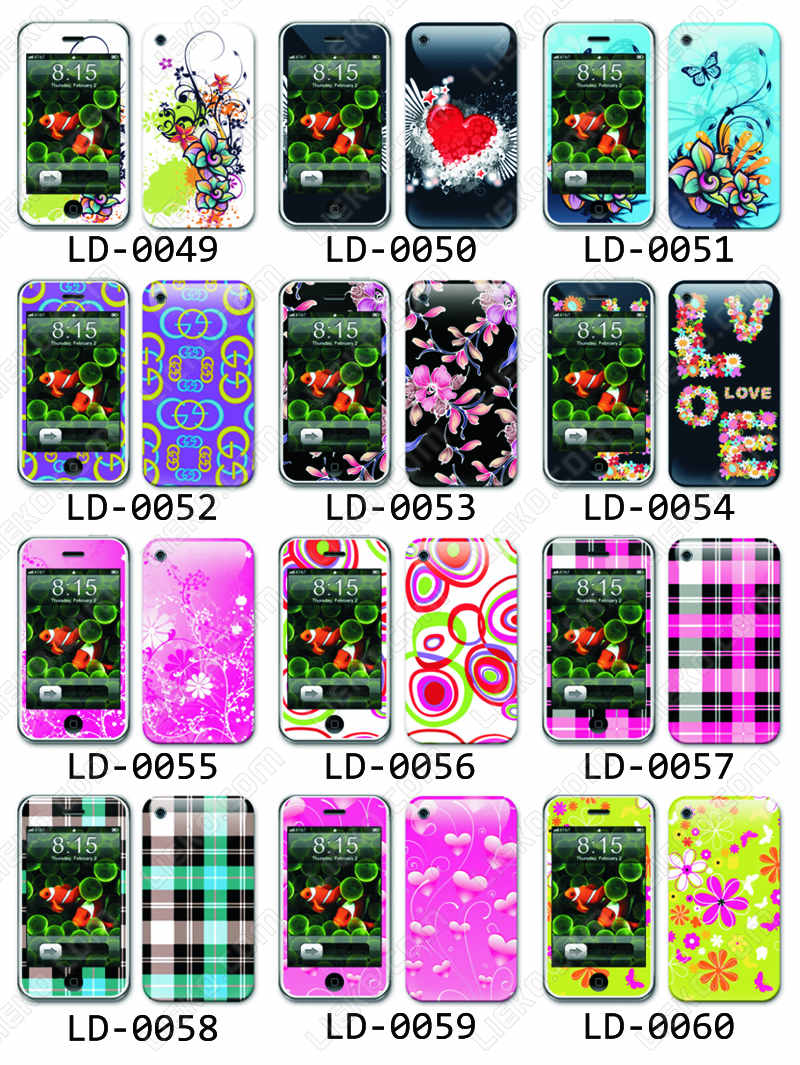 8:15 8:15 8:15
Thursday, February 2 Thursday, February 2 Thursday, February 2
LD-0049 LD-0050 LD-0051
8:15 8:15 8:15
Thursday, February 2 Thursday, February 2 Thursday, February 2
L V
LOVE
O E
LD-0052 LD-0053 LD-0054
8:15 8:15 8:15
Thursday, February 2 Thursday, February 2 Thursday, February 2
LD-0055 LD-0056 LD-0057
8:15 8:15 8:15
Thursday, February 2 Thursday, February 2 Thursday, February 2
LD-0058 LD-0059 LD-0060
LIEKO.com